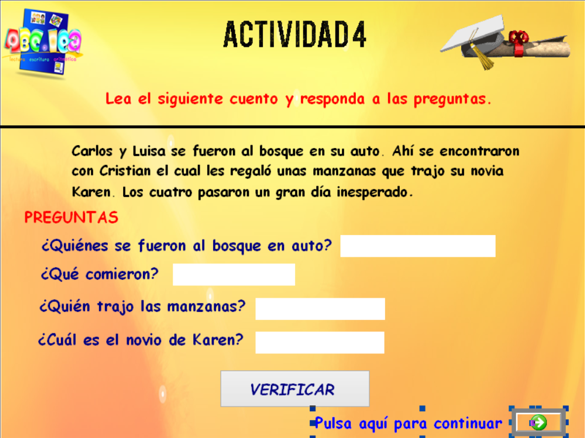 ABC.123
ACTIVIDAD 4
Lea el siguiente cuento y responda a las preguntas.
Carlos y Luisa se fueron al bosque en su auto. Ahí se encontraron
con Cristian el cual les regaló unas manzanas que trajo su novia
Karen. Los cuatro pasaron un gran día inesperado.
PREGUNTAS
¿Quiénes se fueron al bosque en auto?
¿Qué comieron?
¿Quién trajo las manzanas?
¿Cuál es el novio de Karen?
VERIFICAR
Pulsa aquí para continuar